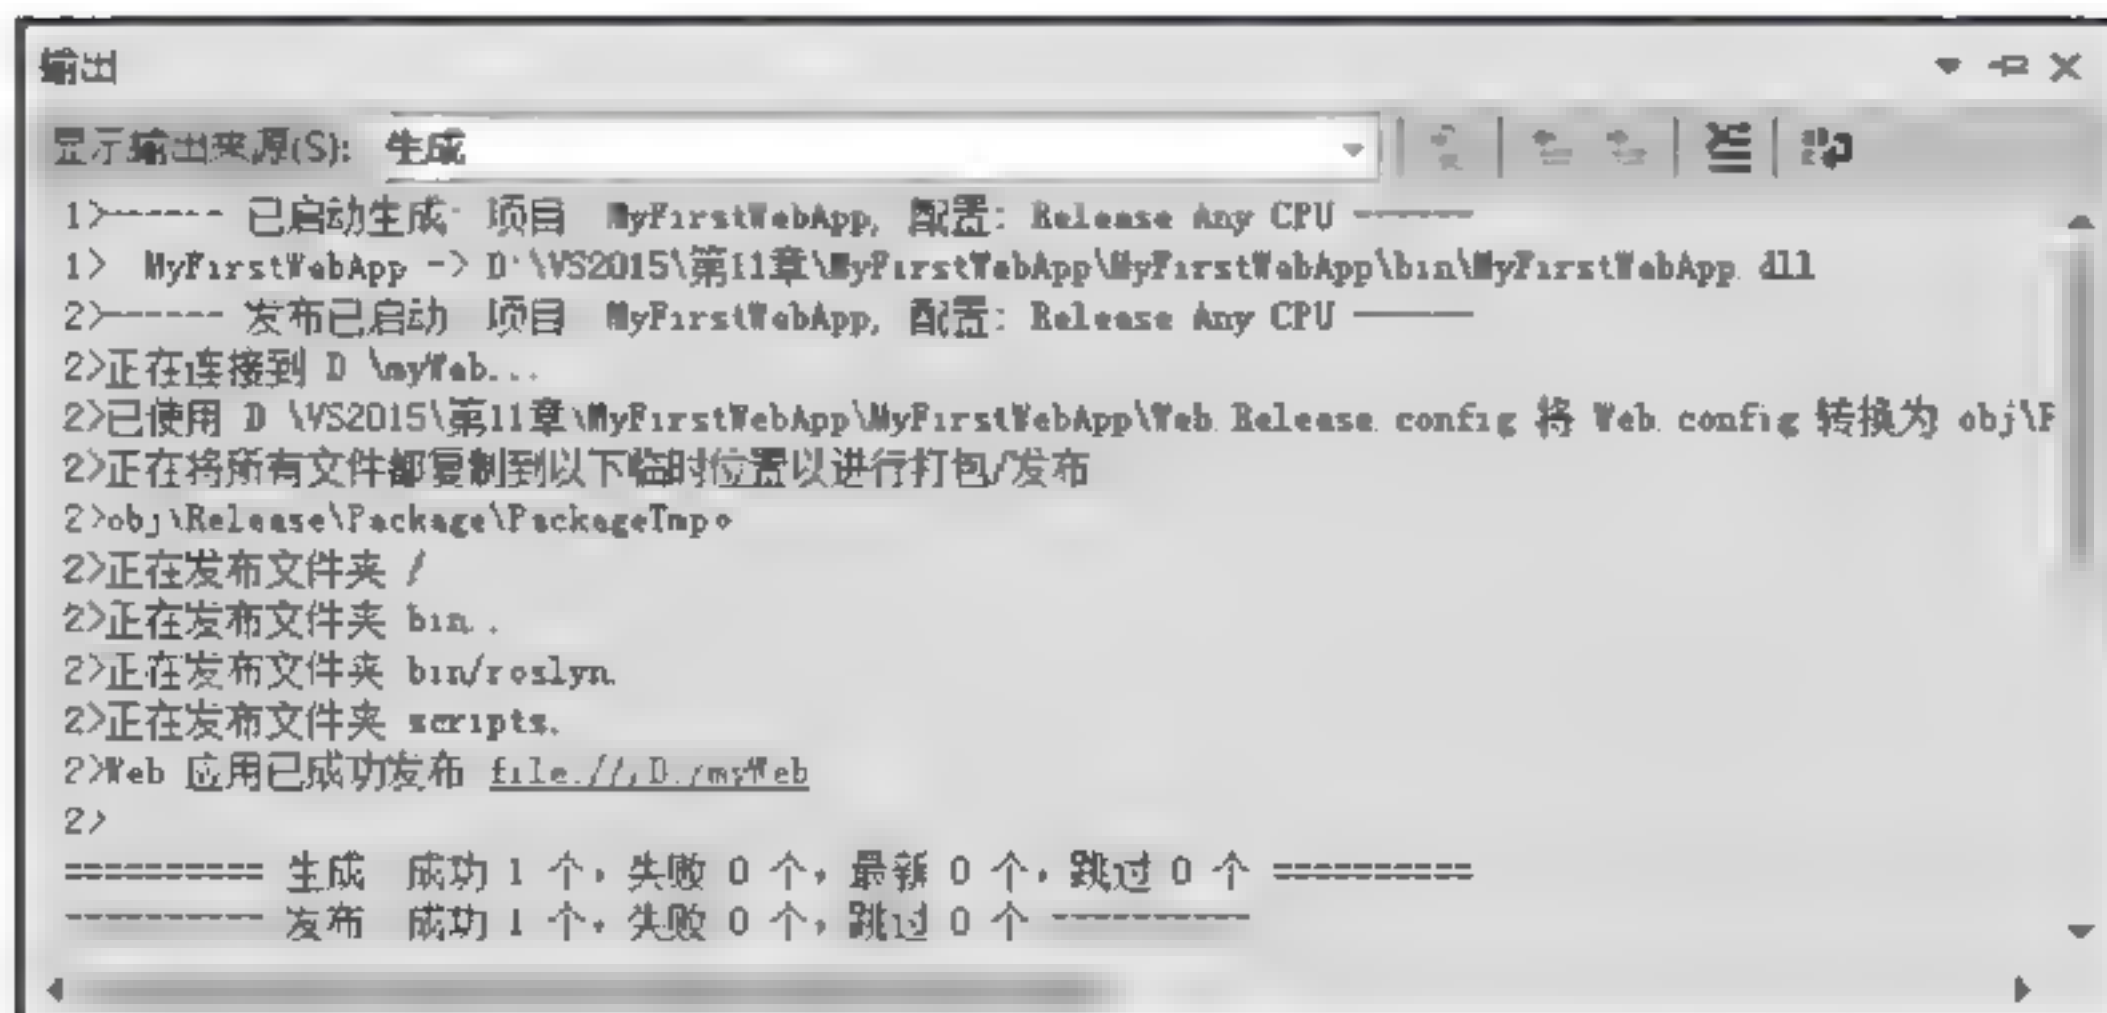 输出
显示输出来源(S): 生成
1>------ 已启动生成: 项目: MyFirstWebApp, 配置: Release Any CPU ------
1>  MyFirstWebApp -> D:\VS2015\第11章\MyFirstWebApp\MyFirstWebApp\bin\MyFirstWebApp.dll
2>------ 发布已启动: 项目: MyFirstWebApp, 配置: Release Any CPU ------
2>正在连接到 D:\myWeb...
2>已使用 D:\VS2015\第11章\MyFirstWebApp\MyFirstWebApp\Web.Release.config 将 Web.config 转换为 obj\R
2>正在将所有文件都复制到以下临时位置以进行打包/发布:
2>obj\Release\Package\PackageTmp。
2>正在发布文件夹 /...
2>正在发布文件夹 bin...
2>正在发布文件夹 bin/roslyn...
2>正在发布文件夹 scripts...
2>Web 应用已成功发布 file:///D:/myWeb
2>
========== 生成: 成功 1 个，失败 0 个，最新 0 个，跳过 0 个 ==========
========== 发布: 成功 1 个，失败 0 个，跳过 0 个 ==========